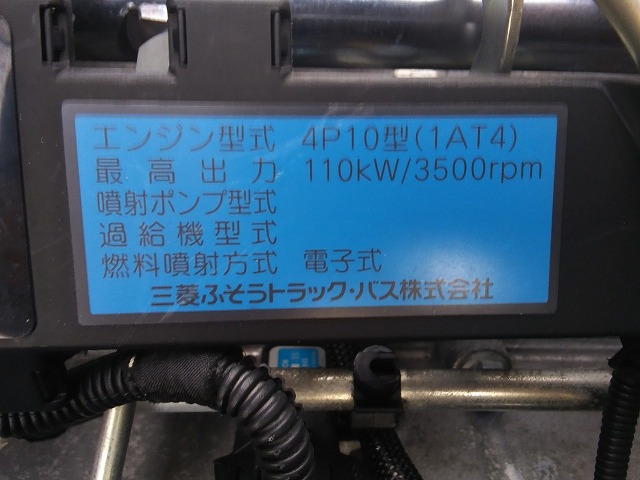 エンジン型式 4P10型(1AT4)
最高出力 110kW/3500rpm
噴射ポンプ型式
過給機型式
燃料噴射方式 電子式
三菱ふそうトラック・バス株式会社